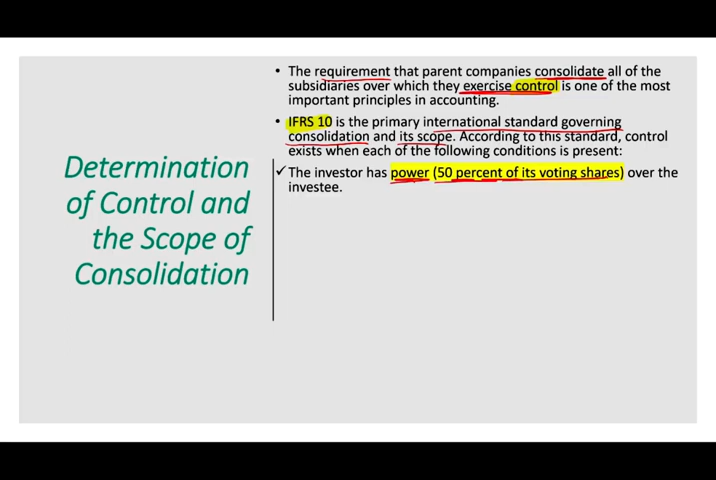 Determination
of Control and
the Scope of
Consolidation
• The requirement that parent companies consolidate all of the
subsidiaries over which they exercise control is one of the most
important principles in accounting.
• IFRS 10 is the primary international standard governing
consolidation and its scope. According to this standard, control
exists when each of the following conditions is present:
✓ The investor has power (50 percent of its voting shares) over the
investee.